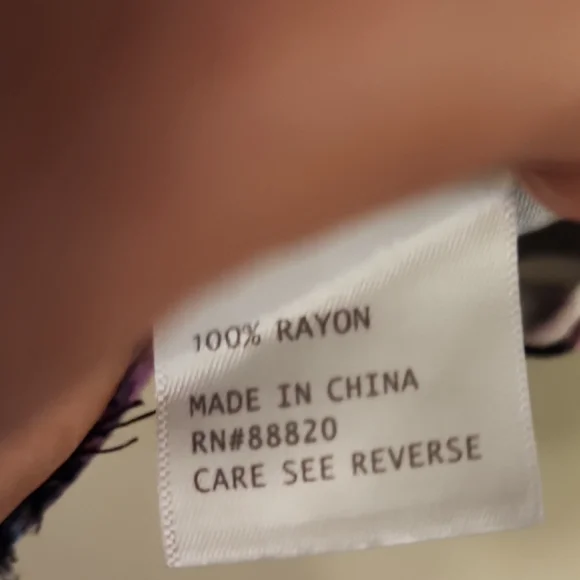 100% RAYON
MADE IN CHINA
RN#88820
CARE SEE REVERSE